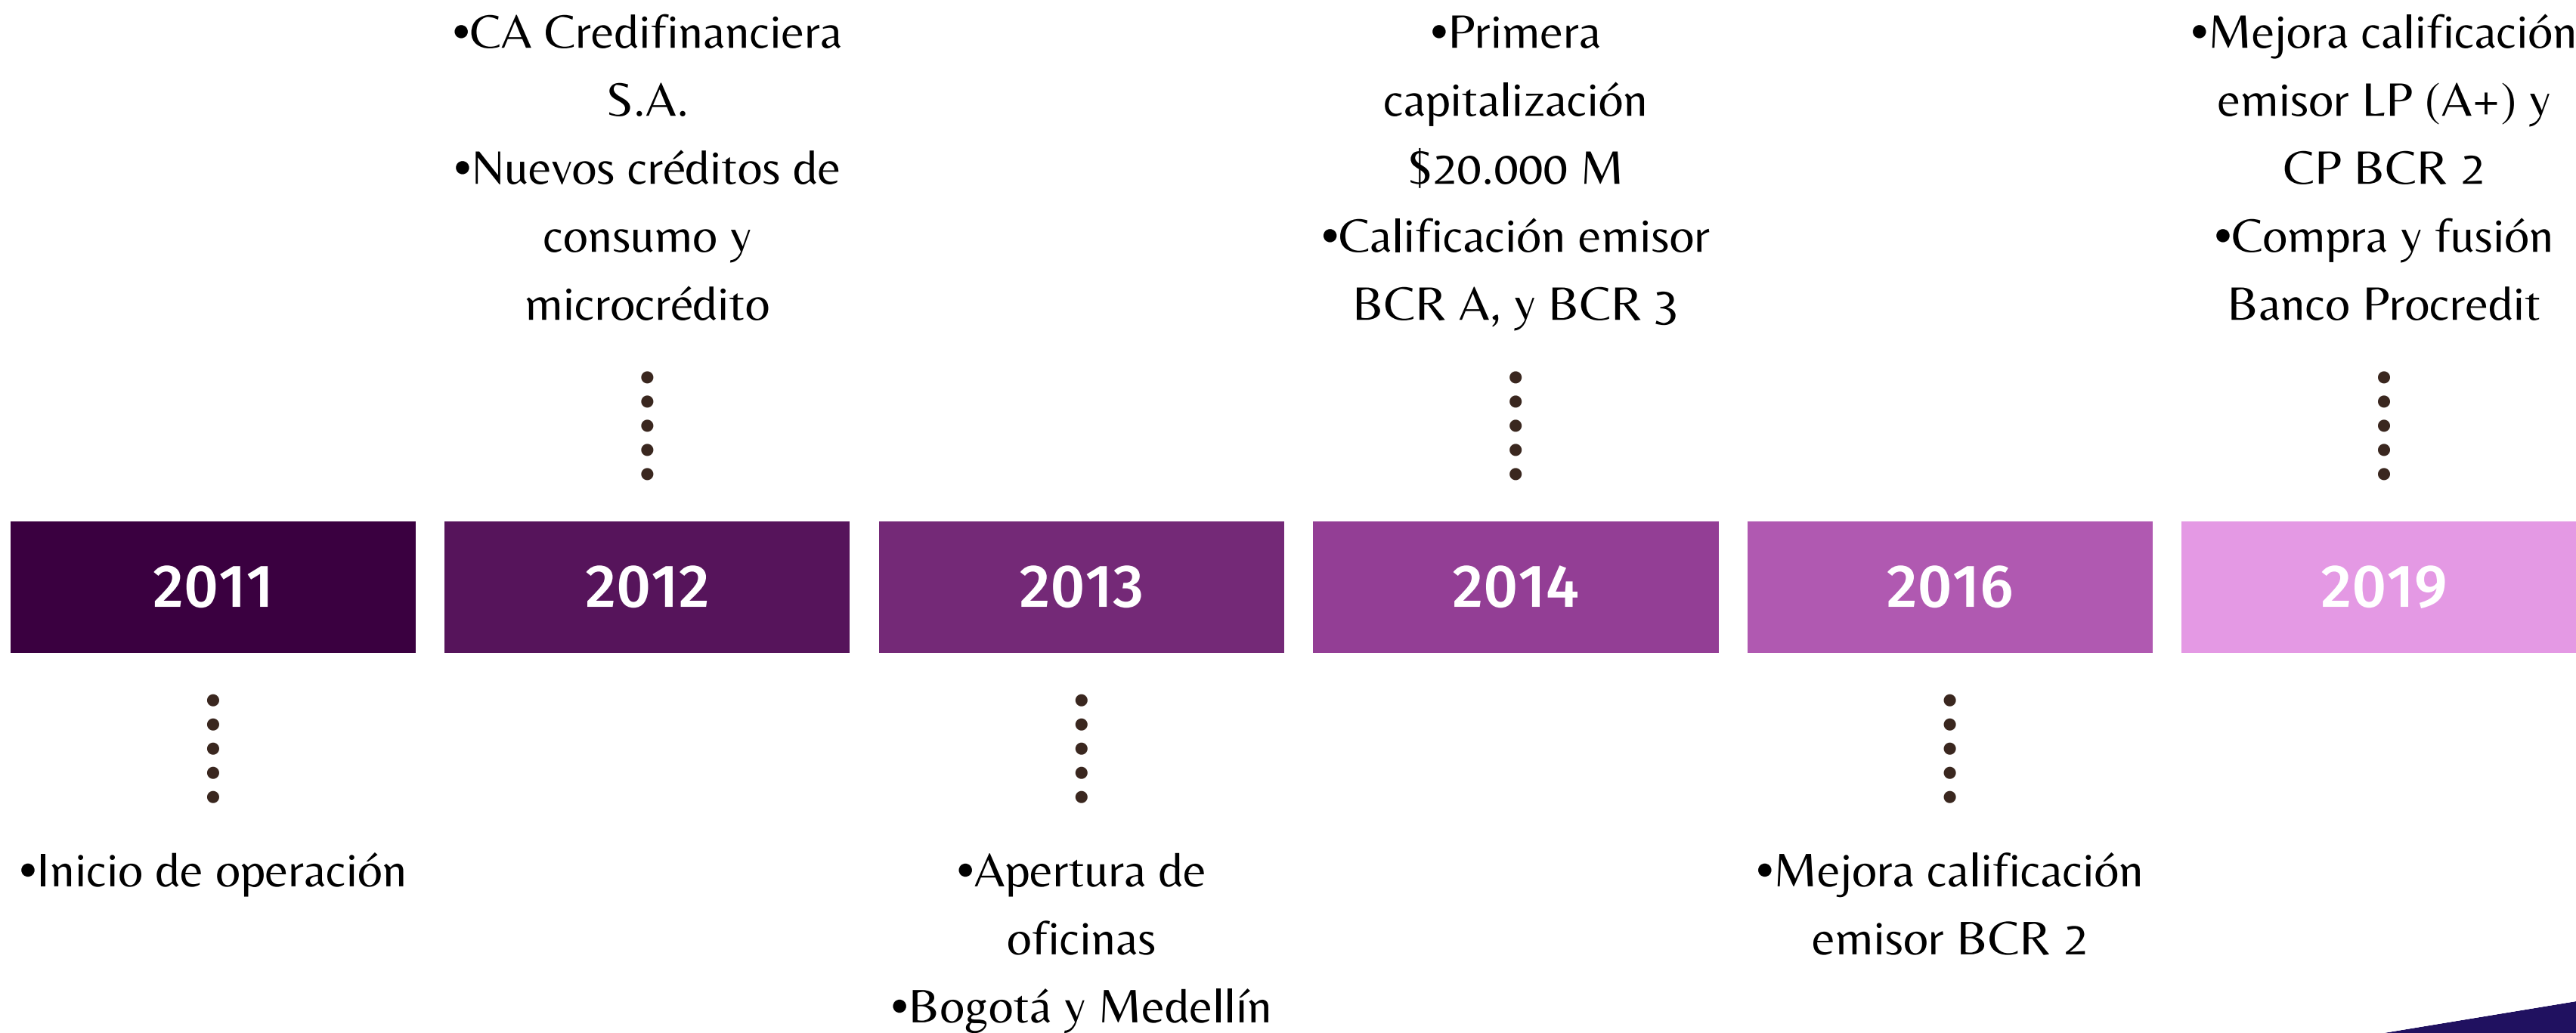 •CA Credifinanciera
S.A.
•Nuevos créditos de
consumo y
microcrédito
•Primera
capitalización
$20.000 M
•Calificación emisor
BCR A, y BCR 3
•Mejora calificación
emisor LP (A+) y
CP BCR 2
•Compra y fusión
Banco Procredit
2011
2012
2013
2014
2016
2019
•Inicio de operación
•Apertura de
oficinas
•Bogotá y Medellín
•Mejora calificación
emisor BCR 2